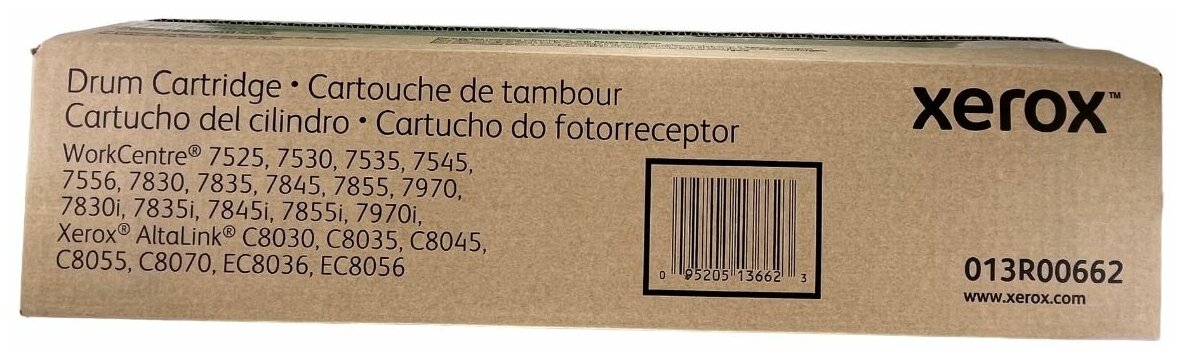 Drum Cartridge • Cartouche de tambour
Cartucho del cilindro • Cartucho do fotorreceptor
WorkCentre® 7525, 7530, 7535, 7545,
7556, 7830, 7835, 7845, 7855, 7970,
7830i, 7835i, 7845i, 7855i, 7970i,
Xerox® AltaLink® C8030, C8035, C8045,
C8055, C8070, EC8036, EC8056
xerox™
0 95205 13662 3
013R00662
www.xerox.com